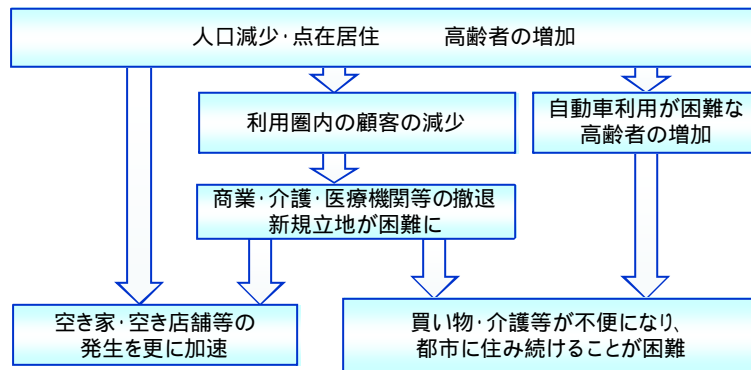 人口減少･点在居住　　　高齢者の増加
利用圏内の顧客の減少
自動車利用が困難な
高齢者の増加
商業･介護･医療機関等の撤退
新規立地が困難に
空き家･空き店舗等の
発生を更に加速
買い物･介護等が不便になり、
都市に住み続けることが困難